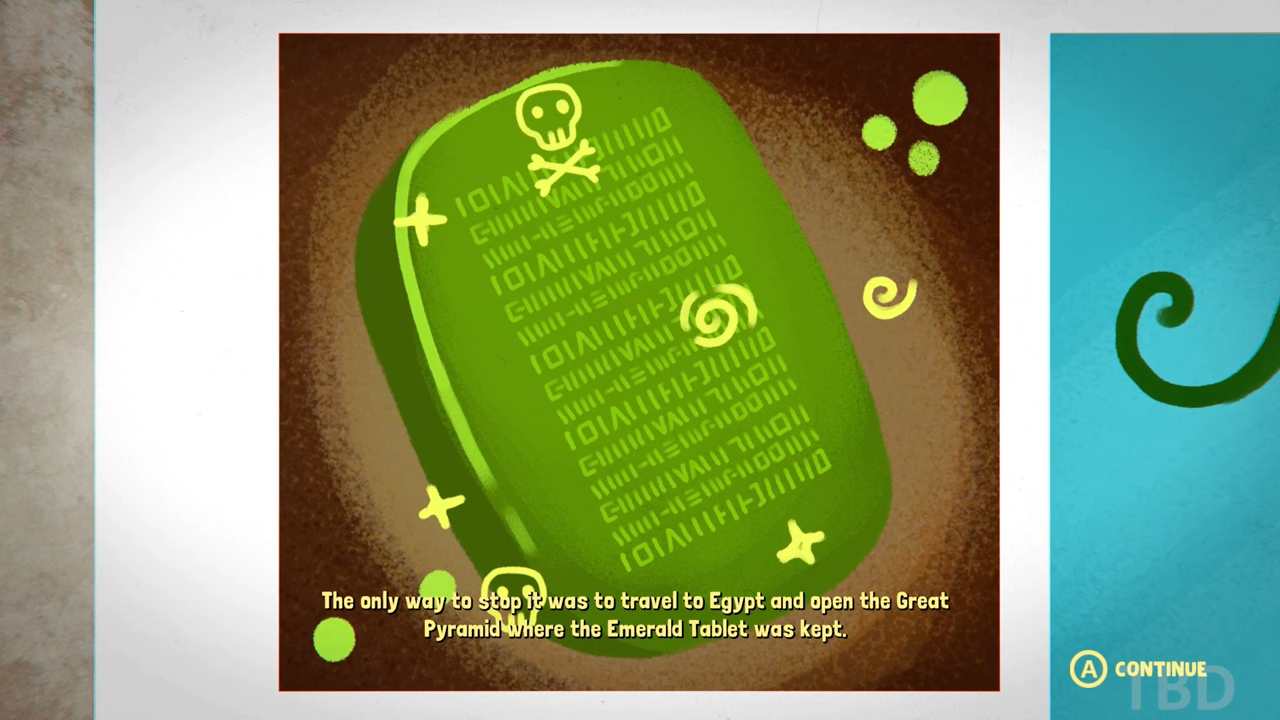 The only way to stop it was to travel to Egypt and open the Great
Pyramid where the Emerald Tablet was kept.
A CONTINUE
TBD